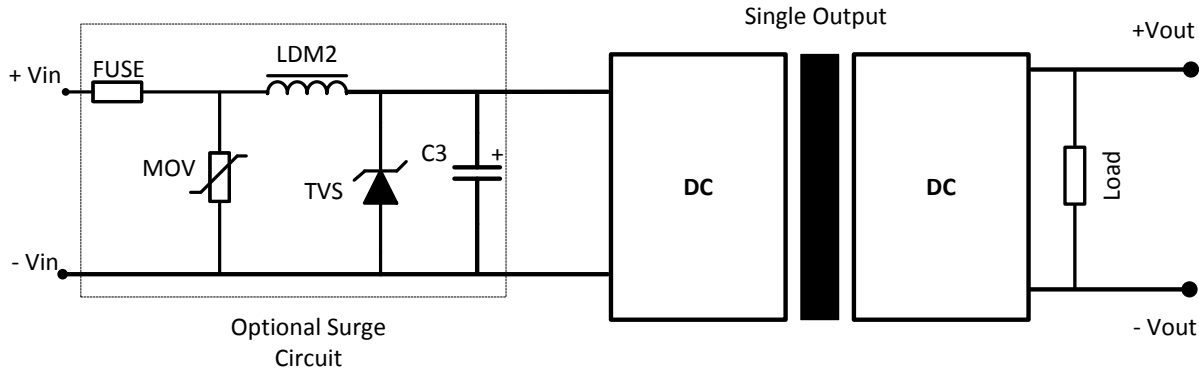 Single Output
+Vout
LDM2
FUSE
+ Vin
C3
+
MOV
TVS
DC
DC
Load
- Vin
- Vout
Optional Surge
Circuit